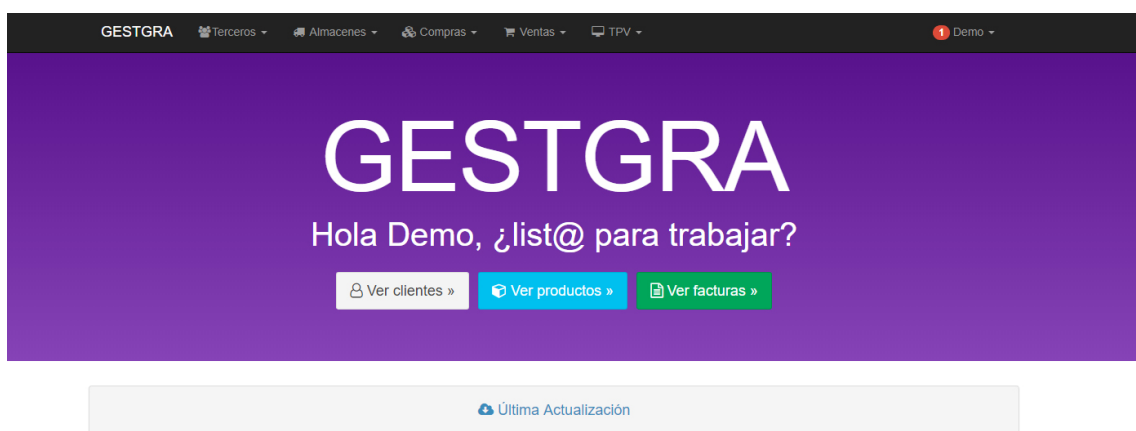 GESTGRA Terceros Almacenes Compras Ventas TPV 1 Demo
GESTGRA
Hola Demo, ¿list@ para trabajar?
Ver clientes » Ver productos » Ver facturas »
Última Actualización